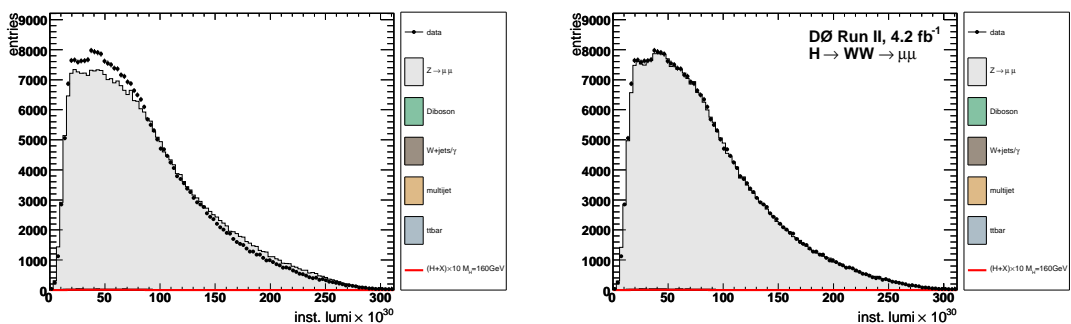 entries
9000
8000
7000
6000
5000
4000
3000
2000
1000
0
0 50 100 150 200 250 300
inst. lumi × 10^30
data
Z→μμ
Diboson
W+jets/γ
multijet
ttbar
(H+X)×10 M_H=160GeV
entries
9000
8000
7000
6000
5000
4000
3000
2000
1000
0
0 50 100 150 200 250 300
inst. lumi × 10^30
DØ Run II, 4.2 fb^-1
H→ WW → μμ
data
Z→μμ
Diboson
W+jets/γ
multijet
ttbar
(H+X)×10 M_H=160GeV